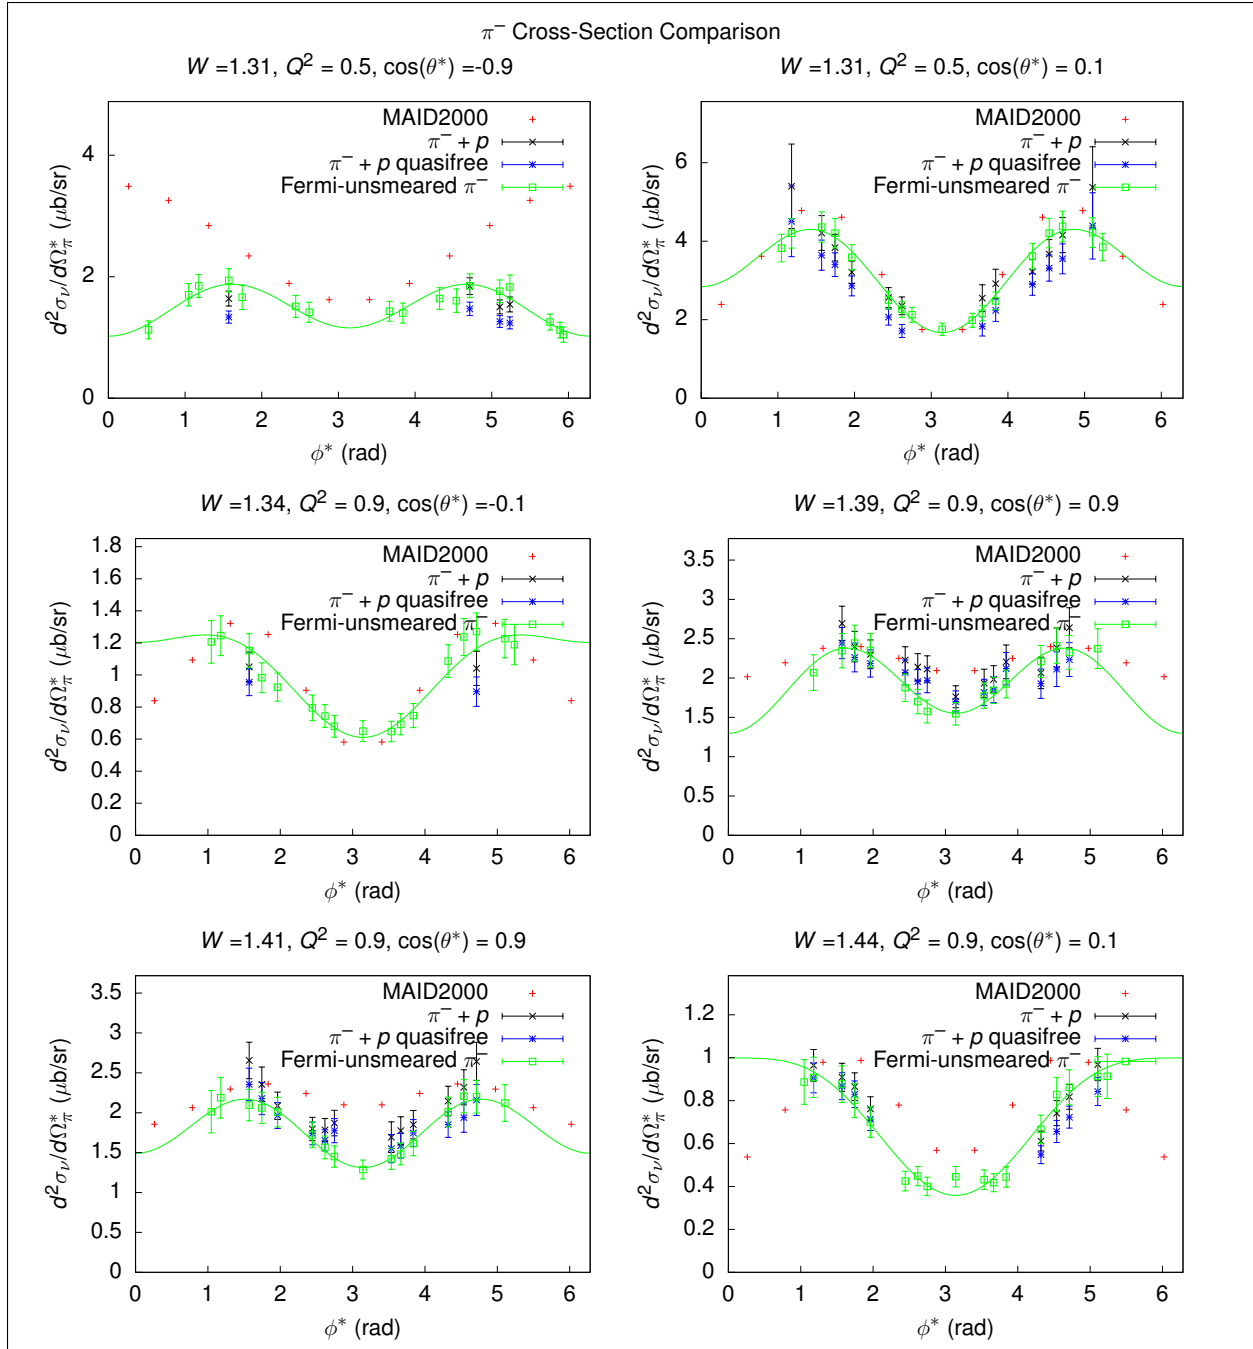 π⁻ Cross-Section Comparison
W =1.31, Q² = 0.5, cos(θ*) =-0.9
d²σᵥ/dΩ*π (μb/sr)
4
2
0
MAID2000
π⁻ + p
π⁻ + p quasifree
Fermi-unsmeared π⁻
0 1 2 3 4 5 6
φ* (rad)
W =1.31, Q² = 0.5, cos(θ*) = 0.1
d²σᵥ/dΩ*π (μb/sr)
6
4
2
0
MAID2000
π⁻ + p
π⁻ + p quasifree
Fermi-unsmeared π⁻
0 1 2 3 4 5 6
φ* (rad)
W =1.34, Q² = 0.9, cos(θ*) =-0.1
d²σᵥ/dΩ*π (μb/sr)
1.8
1.6
1.4
1.2
1
0.8
0.6
0.4
0.2
0
MAID2000
π⁻ + p
π⁻ + p quasifree
Fermi-unsmeared π⁻
0 1 2 3 4 5 6
φ* (rad)
W =1.39, Q² = 0.9, cos(θ*) = 0.9
d²σᵥ/dΩ*π (μb/sr)
3.5
3
2.5
2
1.5
1
0.5
0
MAID2000
π⁻ + p
π⁻ + p quasifree
Fermi-unsmeared π⁻
0 1 2 3 4 5 6
φ* (rad)
W =1.41, Q² = 0.9, cos(θ*) = 0.9
d²σᵥ/dΩ*π (μb/sr)
3.5
3
2.5
2
1.5
1
0.5
0
MAID2000
π⁻ + p
π⁻ + p quasifree
Fermi-unsmeared π⁻
0 1 2 3 4 5 6
φ* (rad)
W =1.44, Q² = 0.9, cos(θ*) = 0.1
d²σᵥ/dΩ*π (μb/sr)
1.2
1
0.8
0.6
0.4
0.2
0
MAID2000
π⁻ + p
π⁻ + p quasifree
Fermi-unsmeared π⁻
0 1 2 3 4 5 6
φ* (rad)